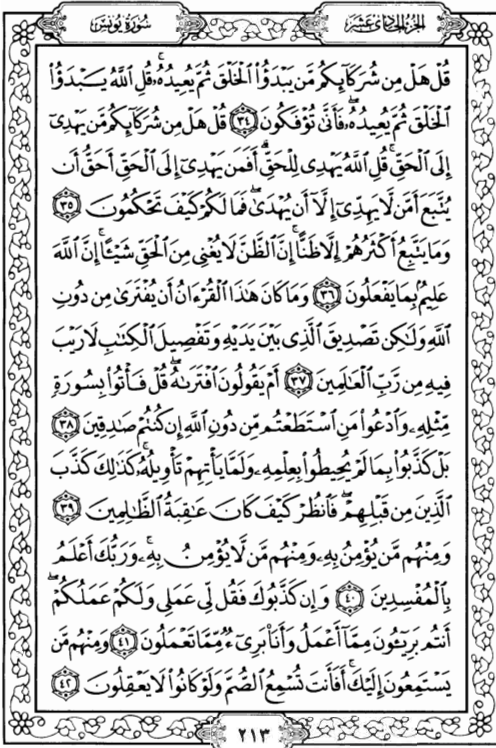 الجزء الحادي عشر
سورة يونس
قُلْ هَلْ مِن شُرَكَآئِكُم مَّن يَبْدَؤُا۟ ٱلْخَلْقَ ثُمَّ يُعِيدُهُۥ ۚ قُلِ ٱللَّهُ يَبْدَؤُا۟
ٱلْخَلْقَ ثُمَّ يُعِيدُهُۥ ۖ فَأَنَّىٰ تُؤْفَكُونَ ٣٤ قُلْ هَلْ مِن شُرَكَآئِكُم مَّن يَهْدِىٓ
إِلَى ٱلْحَقِّ ۚ قُلِ ٱللَّهُ يَهْدِى لِلْحَقِّ ۗ أَفَمَن يَهْدِىٓ إِلَى ٱلْحَقِّ أَحَقُّ أَن
يُتَّبَعَ أَمَّن لَّا يَهِدِّىٓ إِلَّآ أَن يُهْدَىٰ ۖ فَمَا لَكُمْ كَيْفَ تَحْكُمُونَ ٣٥
وَمَا يَتَّبِعُ أَكْثَرُهُمْ إِلَّا ظَنًّا ۚ إِنَّ ٱلظَّنَّ لَا يُغْنِى مِنَ ٱلْحَقِّ شَيْـًٔا ۚ إِنَّ ٱللَّهَ
عَلِيمٌۢ بِمَا يَفْعَلُونَ ٣٦ وَمَا كَانَ هَٰذَا ٱلْقُرْءَانُ أَن يُفْتَرَىٰ مِن دُونِ
ٱللَّهِ وَلَٰكِن تَصْدِيقَ ٱلَّذِى بَيْنَ يَدَيْهِ وَتَفْصِيلَ ٱلْكِتَٰبِ لَا رَيْبَ
فِيهِ مِن رَّبِّ ٱلْعَٰلَمِينَ ٣٧ أَمْ يَقُولُونَ ٱفْتَرَىٰهُ ۖ قُلْ فَأْتُوا۟ بِسُورَةٍ
مِّثْلِهِۦ وَٱدْعُوا۟ مَنِ ٱسْتَطَعْتُم مِّن دُونِ ٱللَّهِ إِن كُنتُمْ صَٰدِقِينَ ٣٨
بَلْ كَذَّبُوا۟ بِمَا لَمْ يُحِيطُوا۟ بِعِلْمِهِۦ وَلَمَّا يَأْتِهِمْ تَأْوِيلُهُۥ ۚ كَذَٰلِكَ كَذَّبَ
ٱلَّذِينَ مِن قَبْلِهِمْ ۖ فَٱنظُرْ كَيْفَ كَانَ عَٰقِبَةُ ٱلظَّٰلِمِينَ ٣٩
وَمِنْهُم مَّن يُؤْمِنُ بِهِۦ وَمِنْهُم مَّن لَّا يُؤْمِنُ بِهِۦ ۚ وَرَبُّكَ أَعْلَمُ
بِٱلْمُفْسِدِينَ ٤٠ وَإِن كَذَّبُوكَ فَقُل لِّى عَمَلِى وَلَكُمْ عَمَلُكُمْ ۖ
أَنتُم بَرِيٓـُٔونَ مِمَّآ أَعْمَلُ وَأَنَا۠ بَرِىٓءٌ مِّمَّا تَعْمَلُونَ ٤١ وَمِنْهُم مَّن
يَسْتَمِعُونَ إِلَيْكَ ۚ أَفَأَنتَ تُسْمِعُ ٱلصُّمَّ وَلَوْ كَانُوا۟ لَا يَعْقِلُونَ ٤٢
٢١٣